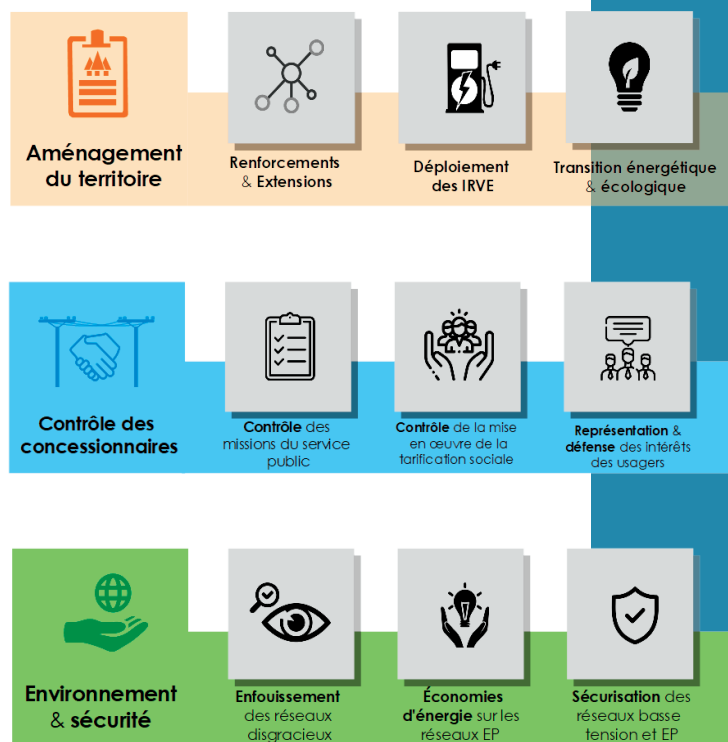 Aménagement
du territoire
Renforcements
& Extensions
Déploiement
des IRVE
Transition énergétique
& écologique
Contrôle des
concessionnaires
Contrôle des
missions du service
public
Contrôle de la mise
en œuvre de la
tarification sociale
Représentation &
défense des intérêts
des usagers
Environnement
& sécurité
Enfouissement
des réseaux
disgracieux
Économies
d'énergie sur les
réseaux EP
Sécurisation des
réseaux basse
tension et EP